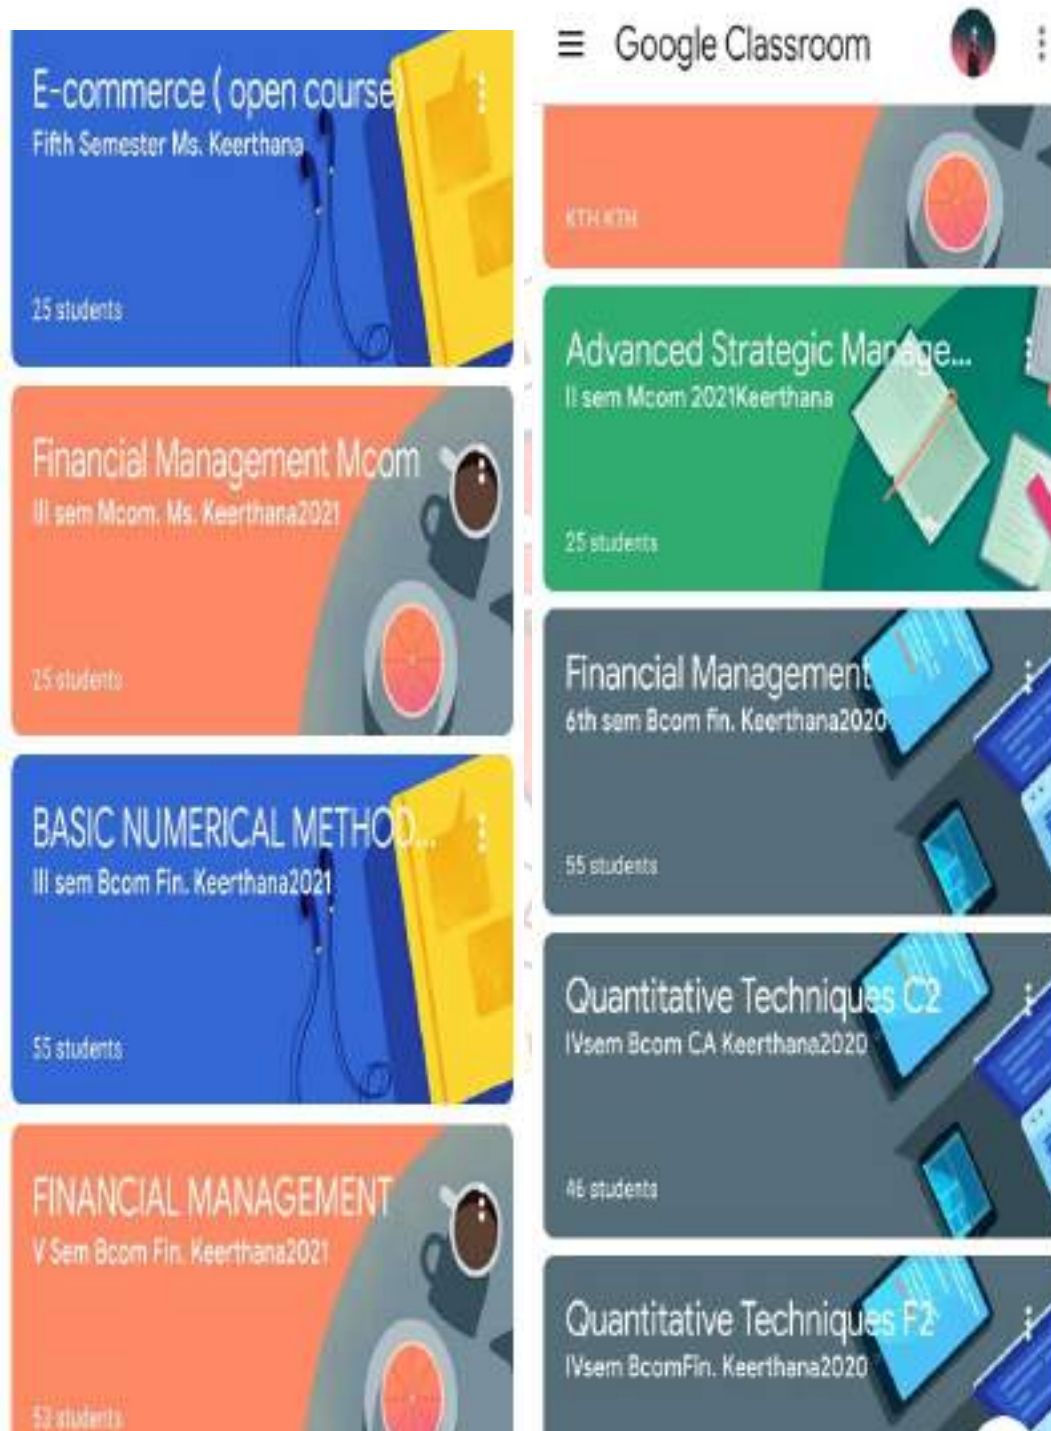 E-commerce ( open course)
Fifth Semester Ms. Keerthana
25 students
Financial Management Mcom
III sem Mcom. Ms. Keerthana2021
25 students
BASIC NUMERICAL METHOD...
III sem Bcom Fin. Keerthana2021
55 students
FINANCIAL MANAGEMENT
V Sem Bcom Fin. Keerthana2021
53 students
Google Classroom
KTH KTH
Advanced Strategic Manage...
II sem Mcom 2021Keerthana
25 students
Financial Management
6th sem Bcom fin. Keerthana2020
55 students
Quantitative Techniques C2
IVsem Bcom CA Keerthana2020
46 students
Quantitative Techniques F2
IVsem BcomFin. Keerthana2020